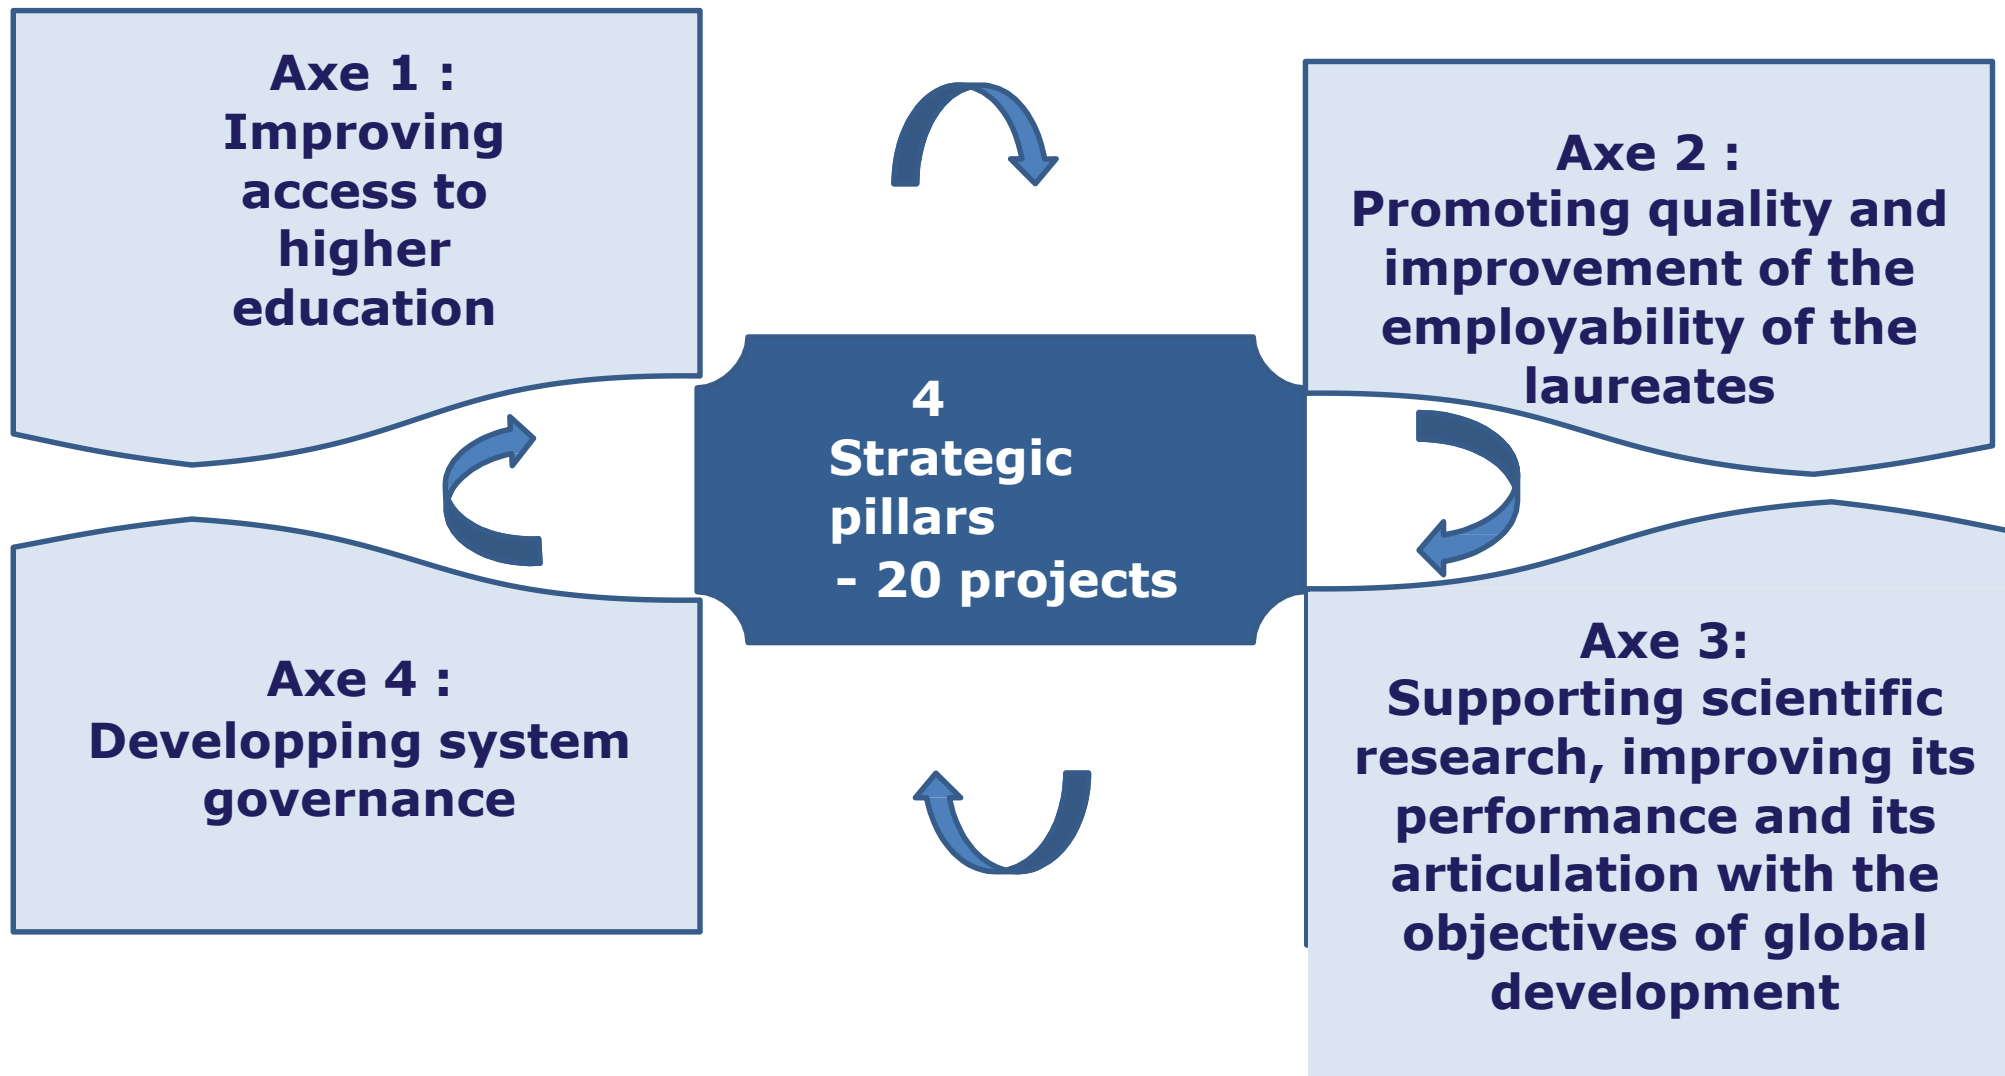 Axe 1 :
Improving
access to
higher
education
Axe 2 :
Promoting quality and
improvement of the
employability of the
laureates
4
Strategic
pillars
- 20 projects
Axe 4 :
Developping system
governance
Axe 3:
Supporting scientific
research, improving its
performance and its
articulation with the
objectives of global
development